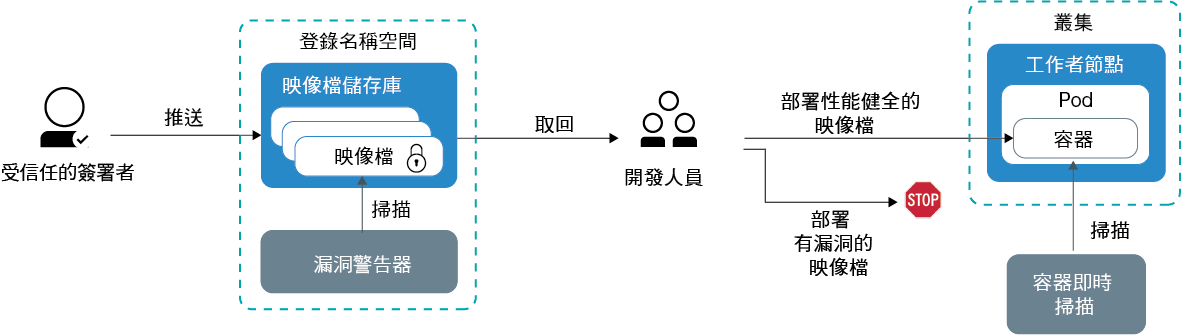 受信任的簽署者
推送
登錄名稱空間
映像檔儲存庫
映像檔
掃描
漏洞警告器
取回
開發人員
部署性能健全的
映像檔
STOP
部署
有漏洞的
映像檔
叢集
工作者節點
Pod
容器
掃描
容器即時
掃描